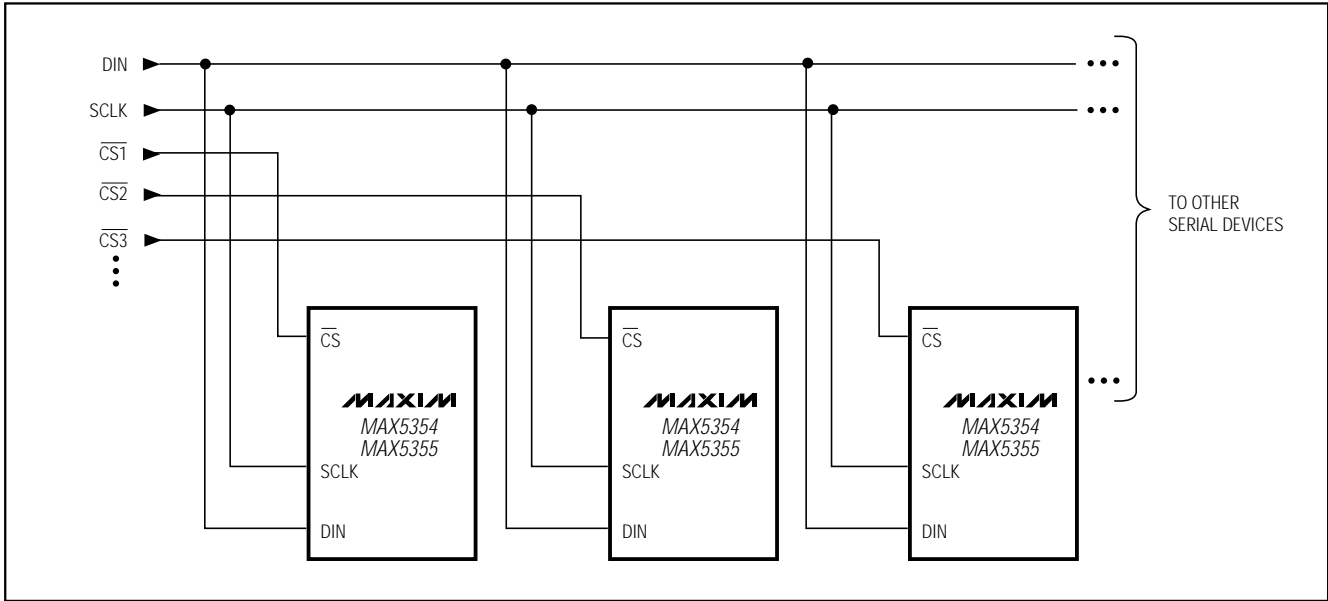 DIN
SCLK
CS1
CS2
CS3
TO OTHER
SERIAL DEVICES
CS
MAXIM
MAX5354
MAX5355
SCLK
DIN
CS
MAXIM
MAX5354
MAX5355
SCLK
DIN
CS
MAXIM
MAX5354
MAX5355
SCLK
DIN